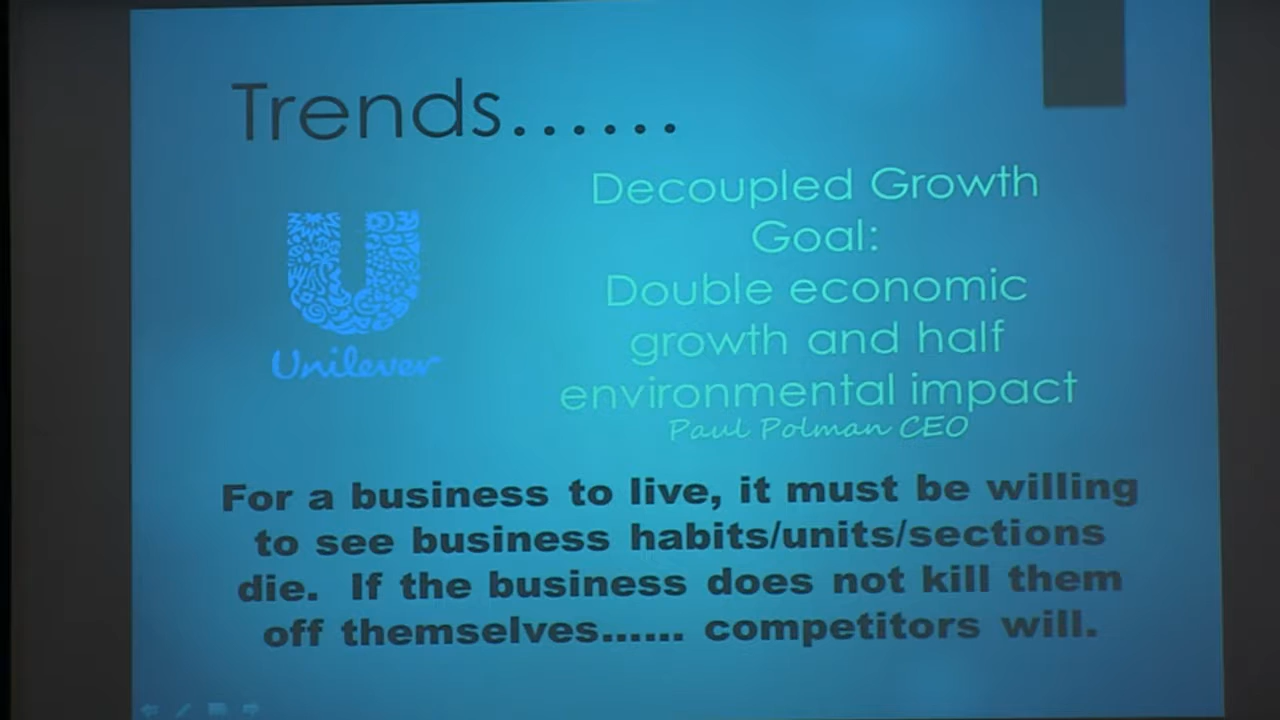 Trends......
Decoupled Growth
Goal:
Double economic
growth and half
environmental impact
Paul Polman CEO
Unilever
For a business to live, it must be willing
to see business habits/units/sections
die. If the business does not kill them
off themselves...... competitors will.